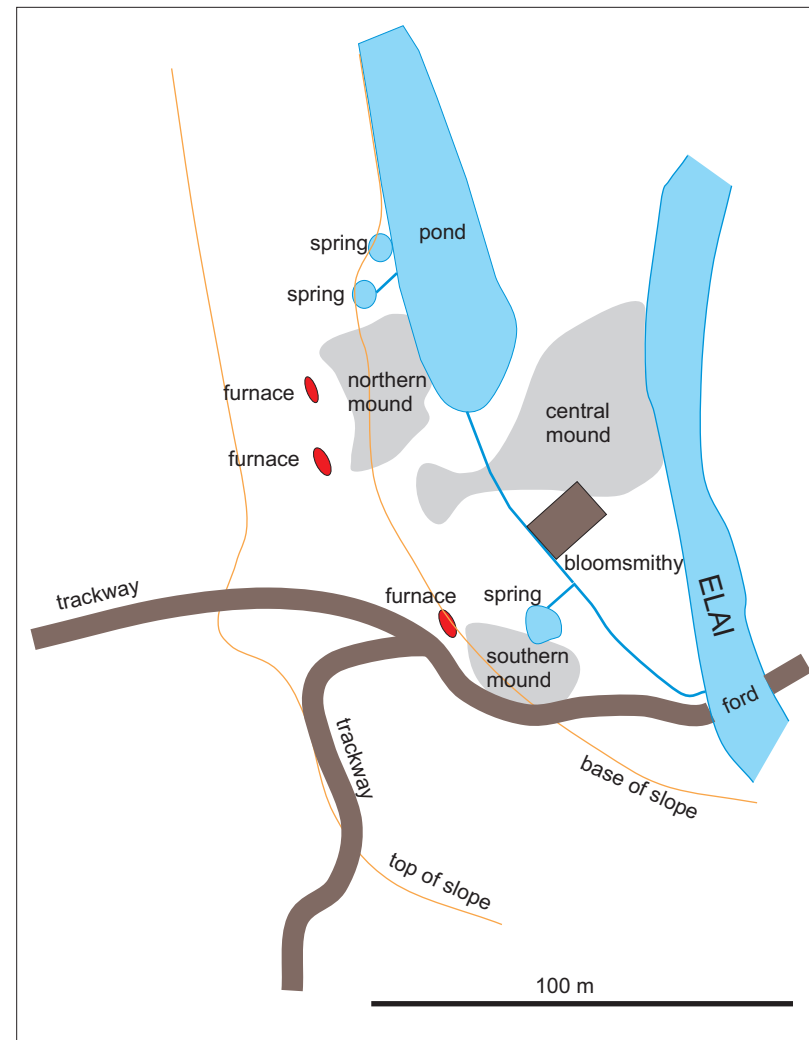 pond
spring
spring
northern
mound
furnace
central
mound
furnace
bloomsmithy
trackway
furnace
spring
ELAI
southern
mound
ford
trackway
base of slope
top of slope
100 m